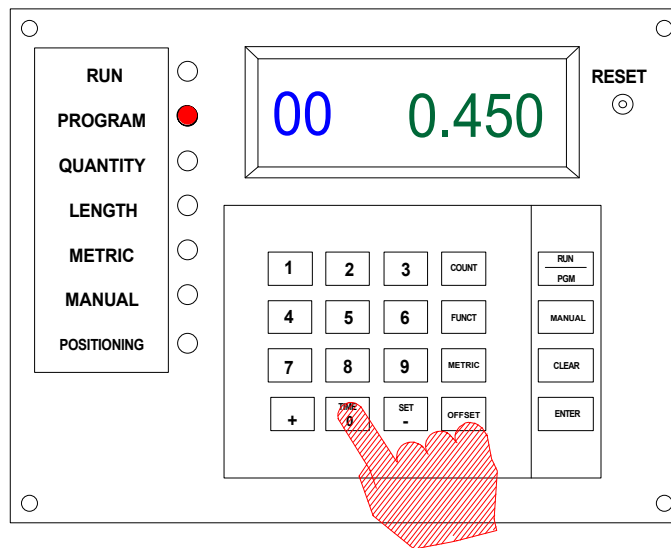 RUN
PROGRAM
QUANTITY
LENGTH
METRIC
MANUAL
POSITIONING
00 0.450
RESET
1 2 3 COUNT
4 5 6 FUNCT
7 8 9 METRIC
+ TIME 0 SET - OFFSET
RUN
PGM
MANUAL
CLEAR
ENTER